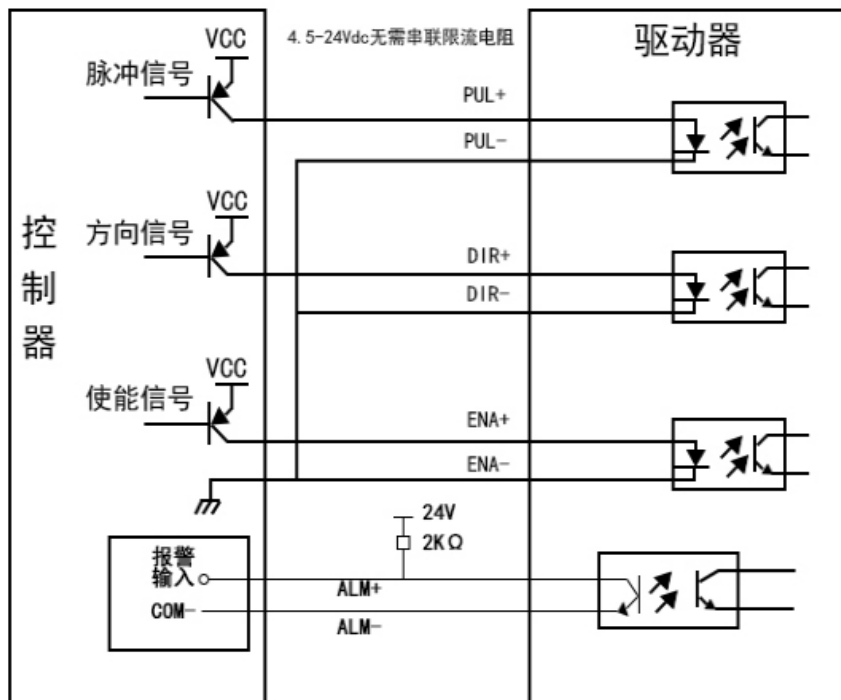 4.5-24Vdc无需串联限流电阻
驱动器
控制器
VCC
脉冲信号
PUL+
PUL-
VCC
方向信号
DIR+
DIR-
VCC
使能信号
ENA+
ENA-
24V
2KΩ
报警
输入
ALM+
COM-
ALM-